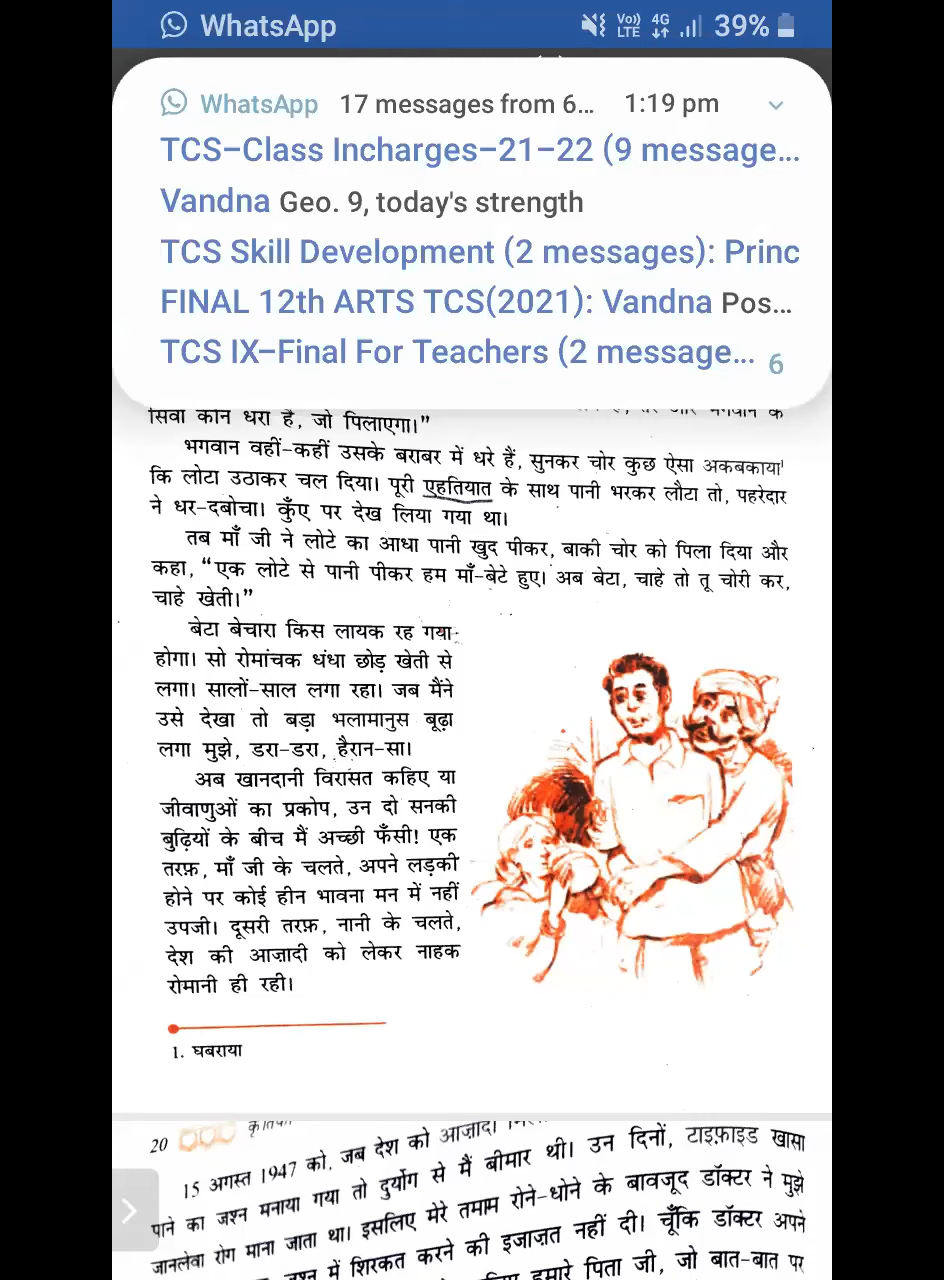 WhatsApp Vo)) LTE 4G 39%
WhatsApp 17 messages from 6... 1:19 pm
TCS–Class Incharges–21–22 (9 message...
Vandna Geo. 9, today's strength
TCS Skill Development (2 messages): Princ
FINAL 12th ARTS TCS(2021): Vandna Pos...
TCS IX–Final For Teachers (2 message... 6
सिवा कौन धरा है, जो पिलाएगा।” भगवान के
भगवान वहीं-कहीं उसके बराबर में धरे हैं, सुनकर चोर कुछ ऐसा अकबकाया¹
कि लोटा उठाकर चल दिया। पूरी एहतियात के साथ पानी भरकर लौटा तो, पहरेदार
ने धर-दबोचा। कुँए पर देख लिया गया था।
तब माँ जी ने लोटे का आधा पानी खुद पीकर, बाकी चोर को पिला दिया और
कहा, “एक लोटे से पानी पीकर हम माँ-बेटे हुए। अब बेटा, चाहे तो तू चोरी कर,
चाहे खेती।”
बेटा बेचारा किस लायक रह गया
होगा। सो रोमांचक धंधा छोड़ खेती से
लगा। सालों-साल लगा रहा। जब मैंने
उसे देखा तो बड़ा भलामानुस बूढ़ा
लगा मुझे, डरा-डरा, हैरान-सा।
अब खानदानी विरासत कहिए या
जीवाणुओं का प्रकोप, उन दो सनकी
बुढ़ियों के बीच मैं अच्छी फँसी! एक
तरफ़, माँ जी के चलते, अपने लड़की
होने पर कोई हीन भावना मन में नहीं
उपजी। दूसरी तरफ़, नानी के चलते,
देश की आज़ादी को लेकर नाहक
रोमानी ही रही।
1. घबराया
20
15 अगस्त 1947 को, जब देश को आज़ादी
पाने का जश्न मनाया गया तो दुर्योग से मैं बीमार थी। उन दिनों, टाइफ़ाइड खासा
जानलेवा रोग माना जाता था। इसलिए मेरे तमाम रोने-धोने के बावजूद डॉक्टर ने मुझे
जश्न में शिरकत करने की इजाज़त नहीं दी। चूँकि डॉक्टर अपने
हमारे पिता जी, जो बात-बात पर